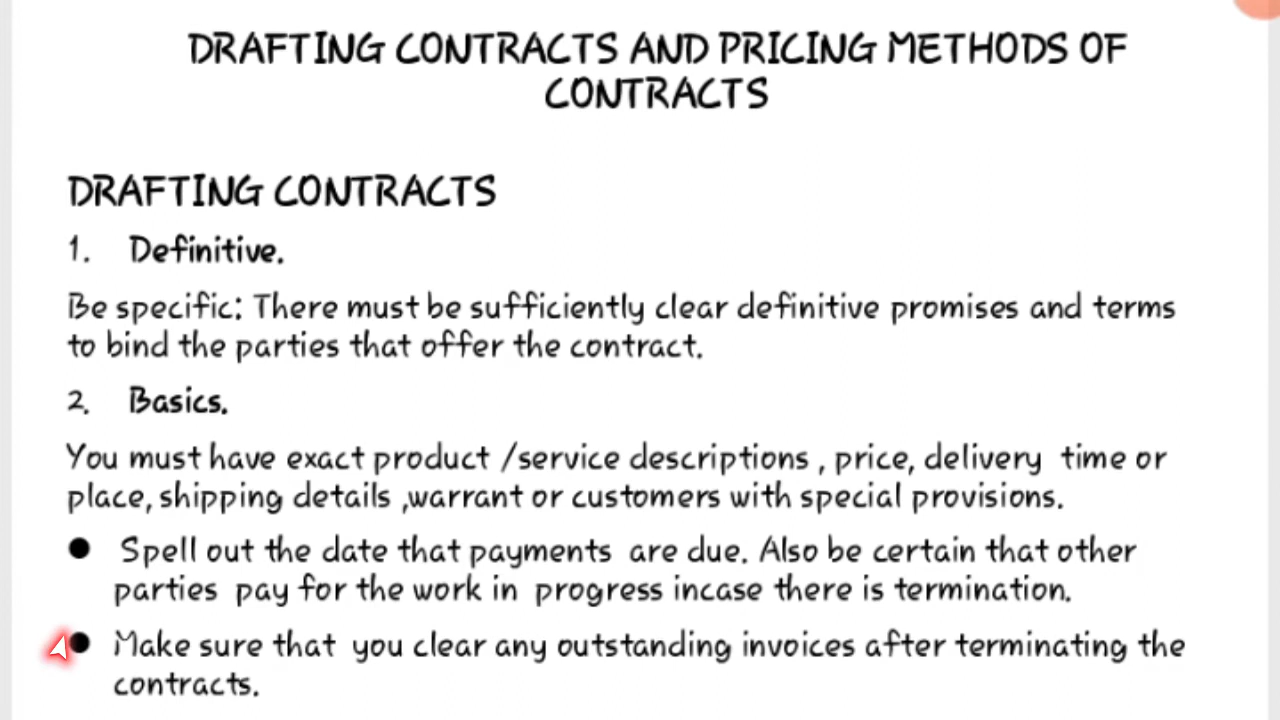 DRAFTING CONTRACTS AND PRICING METHODS OF
CONTRACTS
DRAFTING CONTRACTS
1. Definitive.
Be specific: There must be sufficiently clear definitive promises and terms
to bind the parties that offer the contract.
2. Basics.
You must have exact product /service descriptions , price, delivery time or
place, shipping details ,warrant or customers with special provisions.
● Spell out the date that payments are due. Also be certain that other
parties pay for the work in progress incase there is termination.
● Make sure that you clear any outstanding invoices after terminating the
contracts.